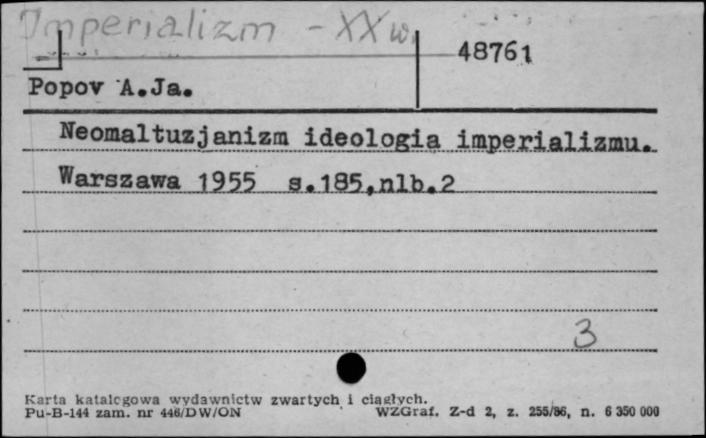 Imperializm - XX w.
48761
Popov A.Ja.
Neomaltuzjanizm ideologią imperializmu.
Warszawa 1955 s.185,nlb.2
3
Karta katalogowa wydawnictw zwartych i ciągłych.
Pu-B-144 zam. nr 446/DW/ON WZGraf. Z-d 2, z. 255/86, n. 6 350 000